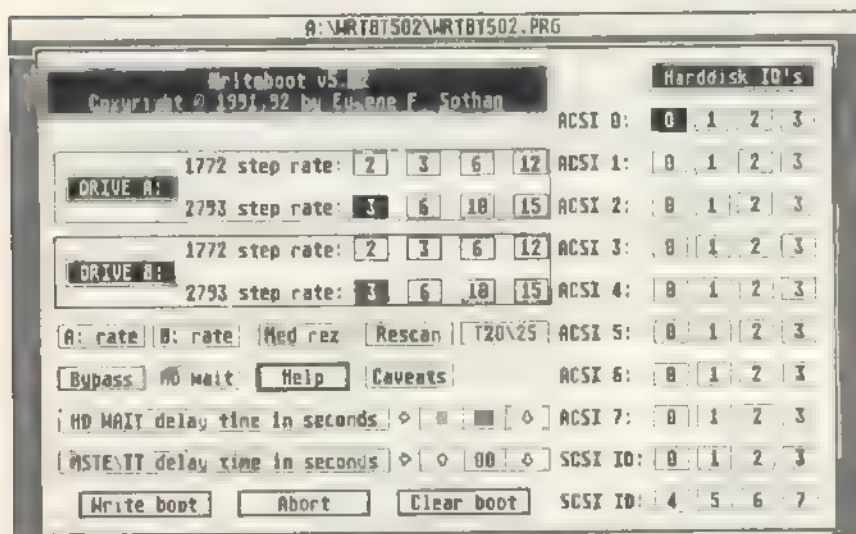 A:\WRTBT502\WRTBT502.PRG
Writeboot v5.
Copyright © 1991,92 by Eugene F. Sothan
Harddisk ID's
DRIVE A:
1772 step rate: 2 3 6 12
2793 step rate: 3 6 10 15
DRIVE B:
1772 step rate: 2 3 6 12
2793 step rate: 3 6 10 15
A: rate B: rate Med rez Rescan T20\25
Bypass HD wait Help Caveats
HD WAIT delay time in seconds
MSTE\TT delay time in seconds 00
Write boot Abort Clear boot
ACSI 0: 0 1 2 3
ACSI 1: 0 1 2 3
ACSI 2: 0 1 2 3
ACSI 3: 0 1 2 3
ACSI 4: 0 1 2 3
ACSI 5: 0 1 2 3
ACSI 6: 0 1 2 3
ACSI 7: 0 1 2 3
SCSI ID: 0 1 2 3
SCSI ID: 4 5 6 7